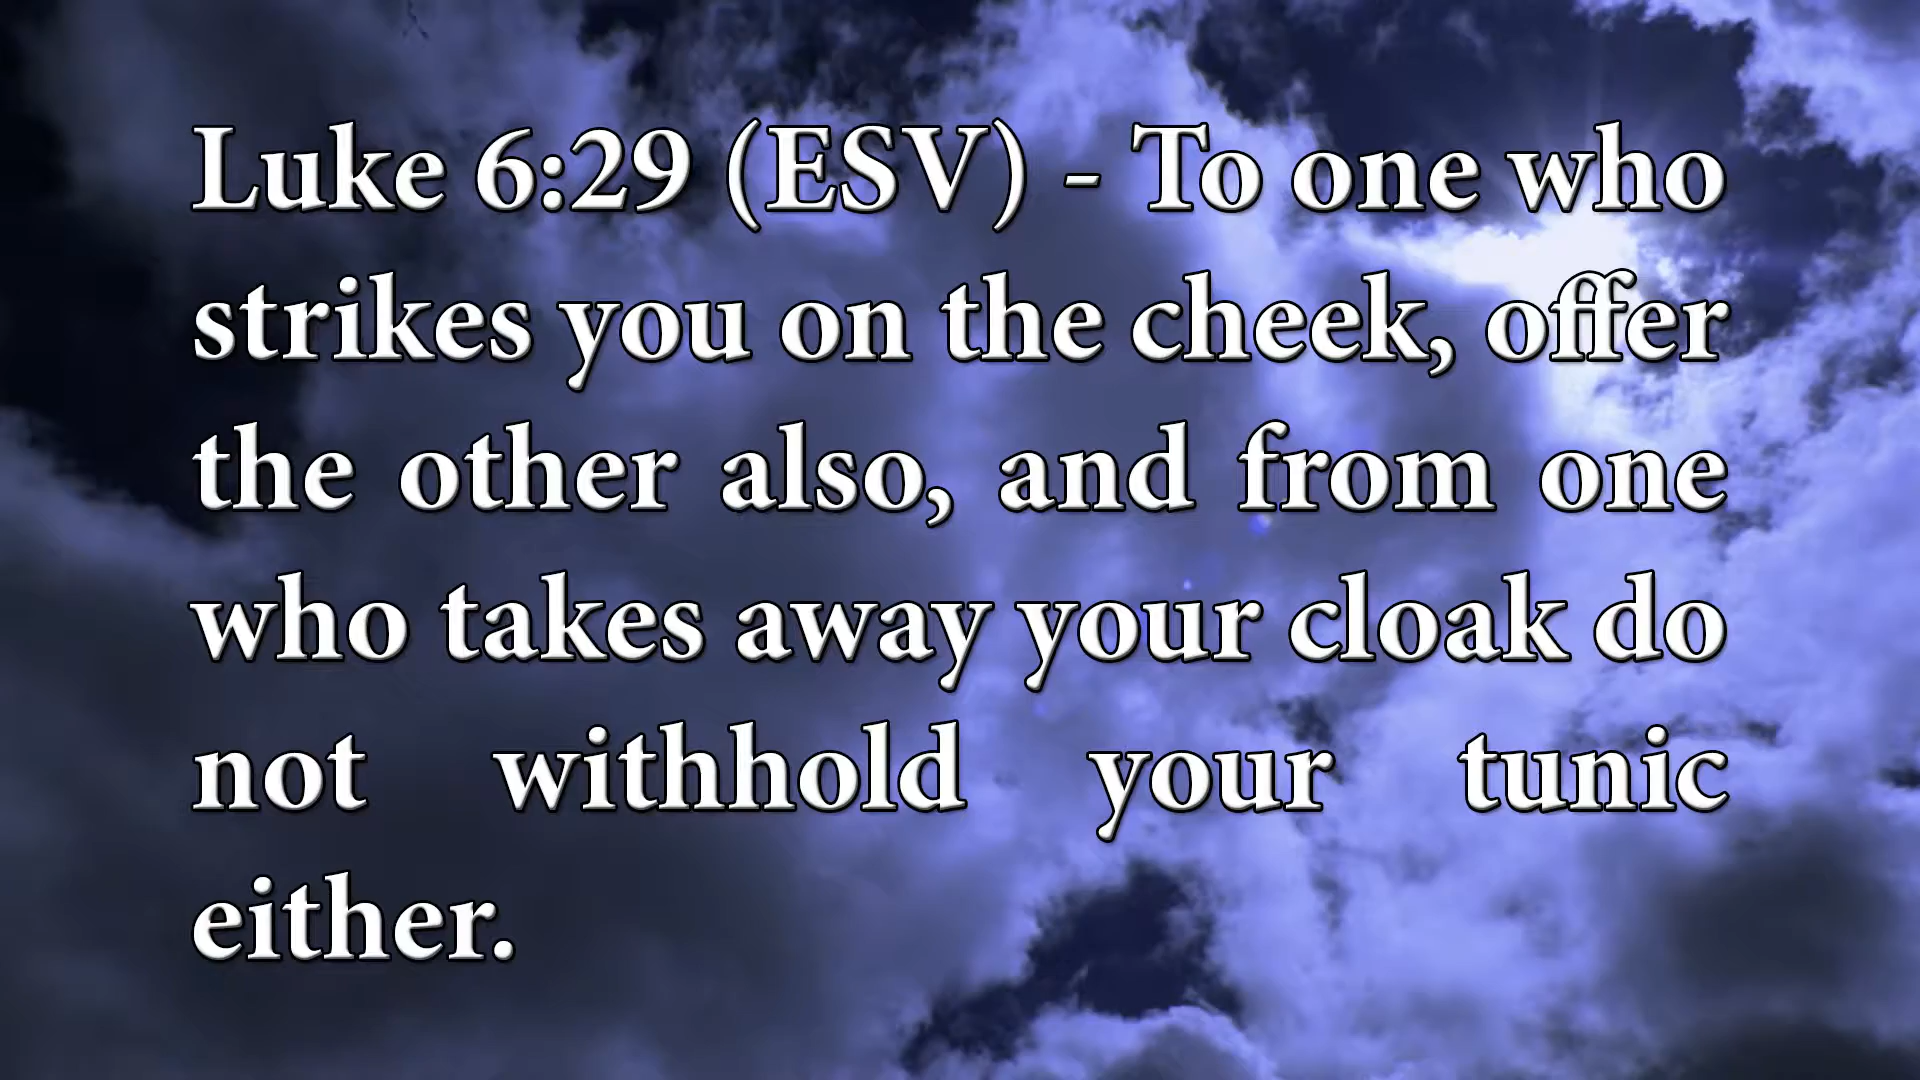 Luke 6:29 (ESV) - To one who
strikes you on the cheek, offer
the other also, and from one
who takes away your cloak do
not withhold your tunic
either.